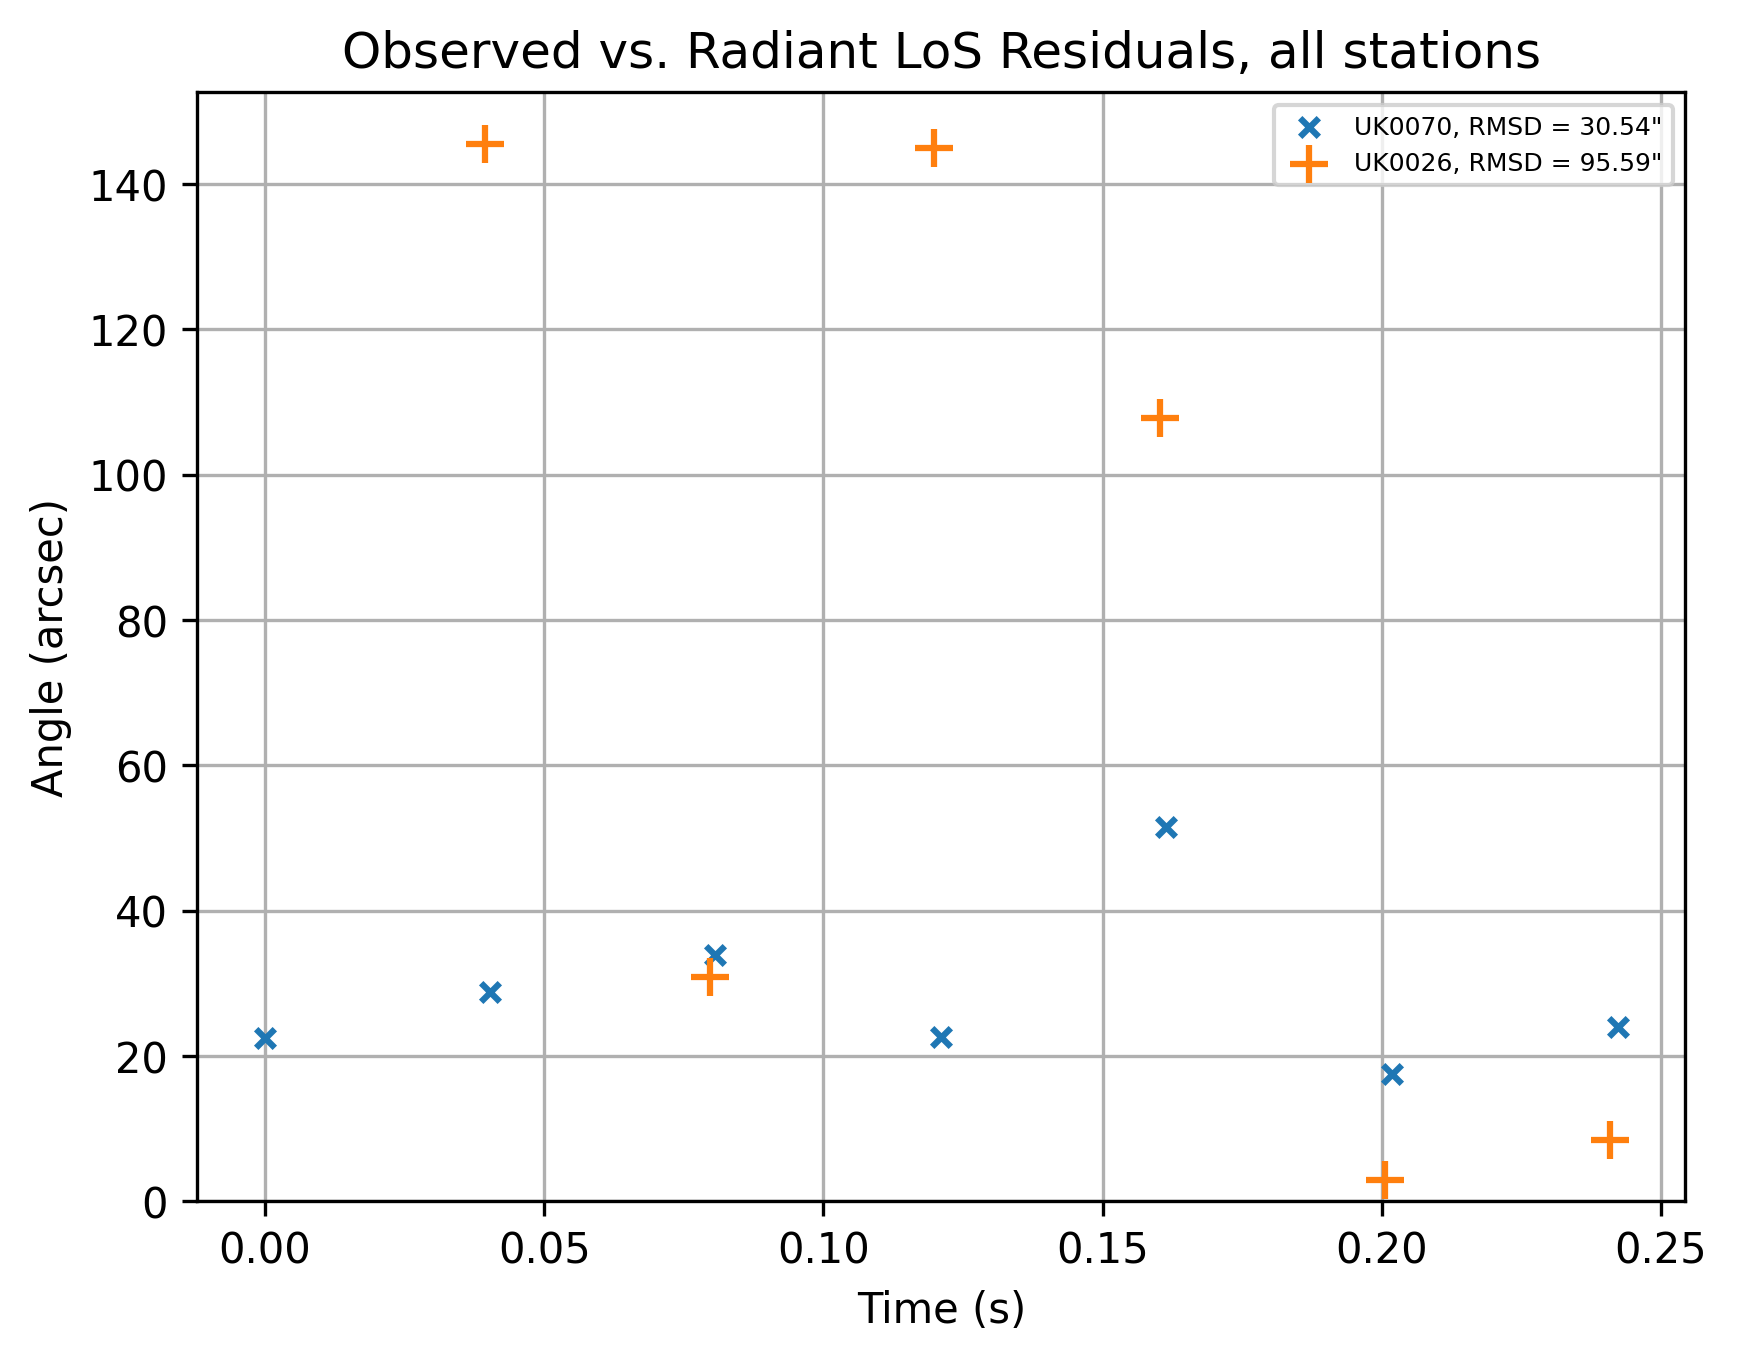 Observed vs. Radiant LoS Residuals, all stations
UK0070, RMSD = 30.54"
UK0026, RMSD = 95.59"
140
120
100
80
60
40
20
0
Angle (arcsec)
0.00
0.05
0.10
0.15
0.20
0.25
Time (s)